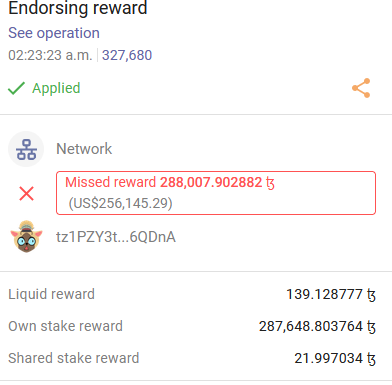 Endorsing reward
See operation
02:23:23 a.m. 327,680
Applied
Network
Missed reward 288,007.902882 ꜩ
(US$256,145.29)
tz1PZY3t...6QDnA
Liquid reward 139.128777 ꜩ
Own stake reward 287,648.803764 ꜩ
Shared stake reward 21.997034 ꜩ